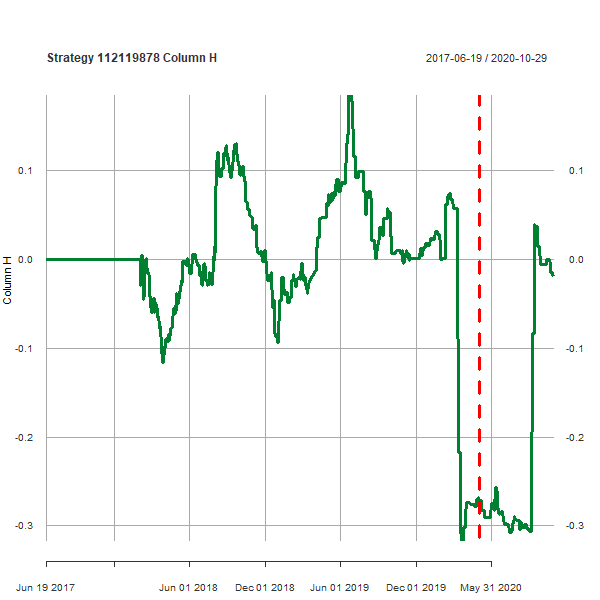 Strategy 112119878 Column H
2017-06-19 / 2020-10-29
0.1
0.1
0.0
0.0
-0.1
-0.1
-0.2
-0.2
-0.3
-0.3
Column H
Jun 19 2017
Jun 01 2018
Dec 01 2018
Jun 01 2019
Dec 01 2019
May 31 2020